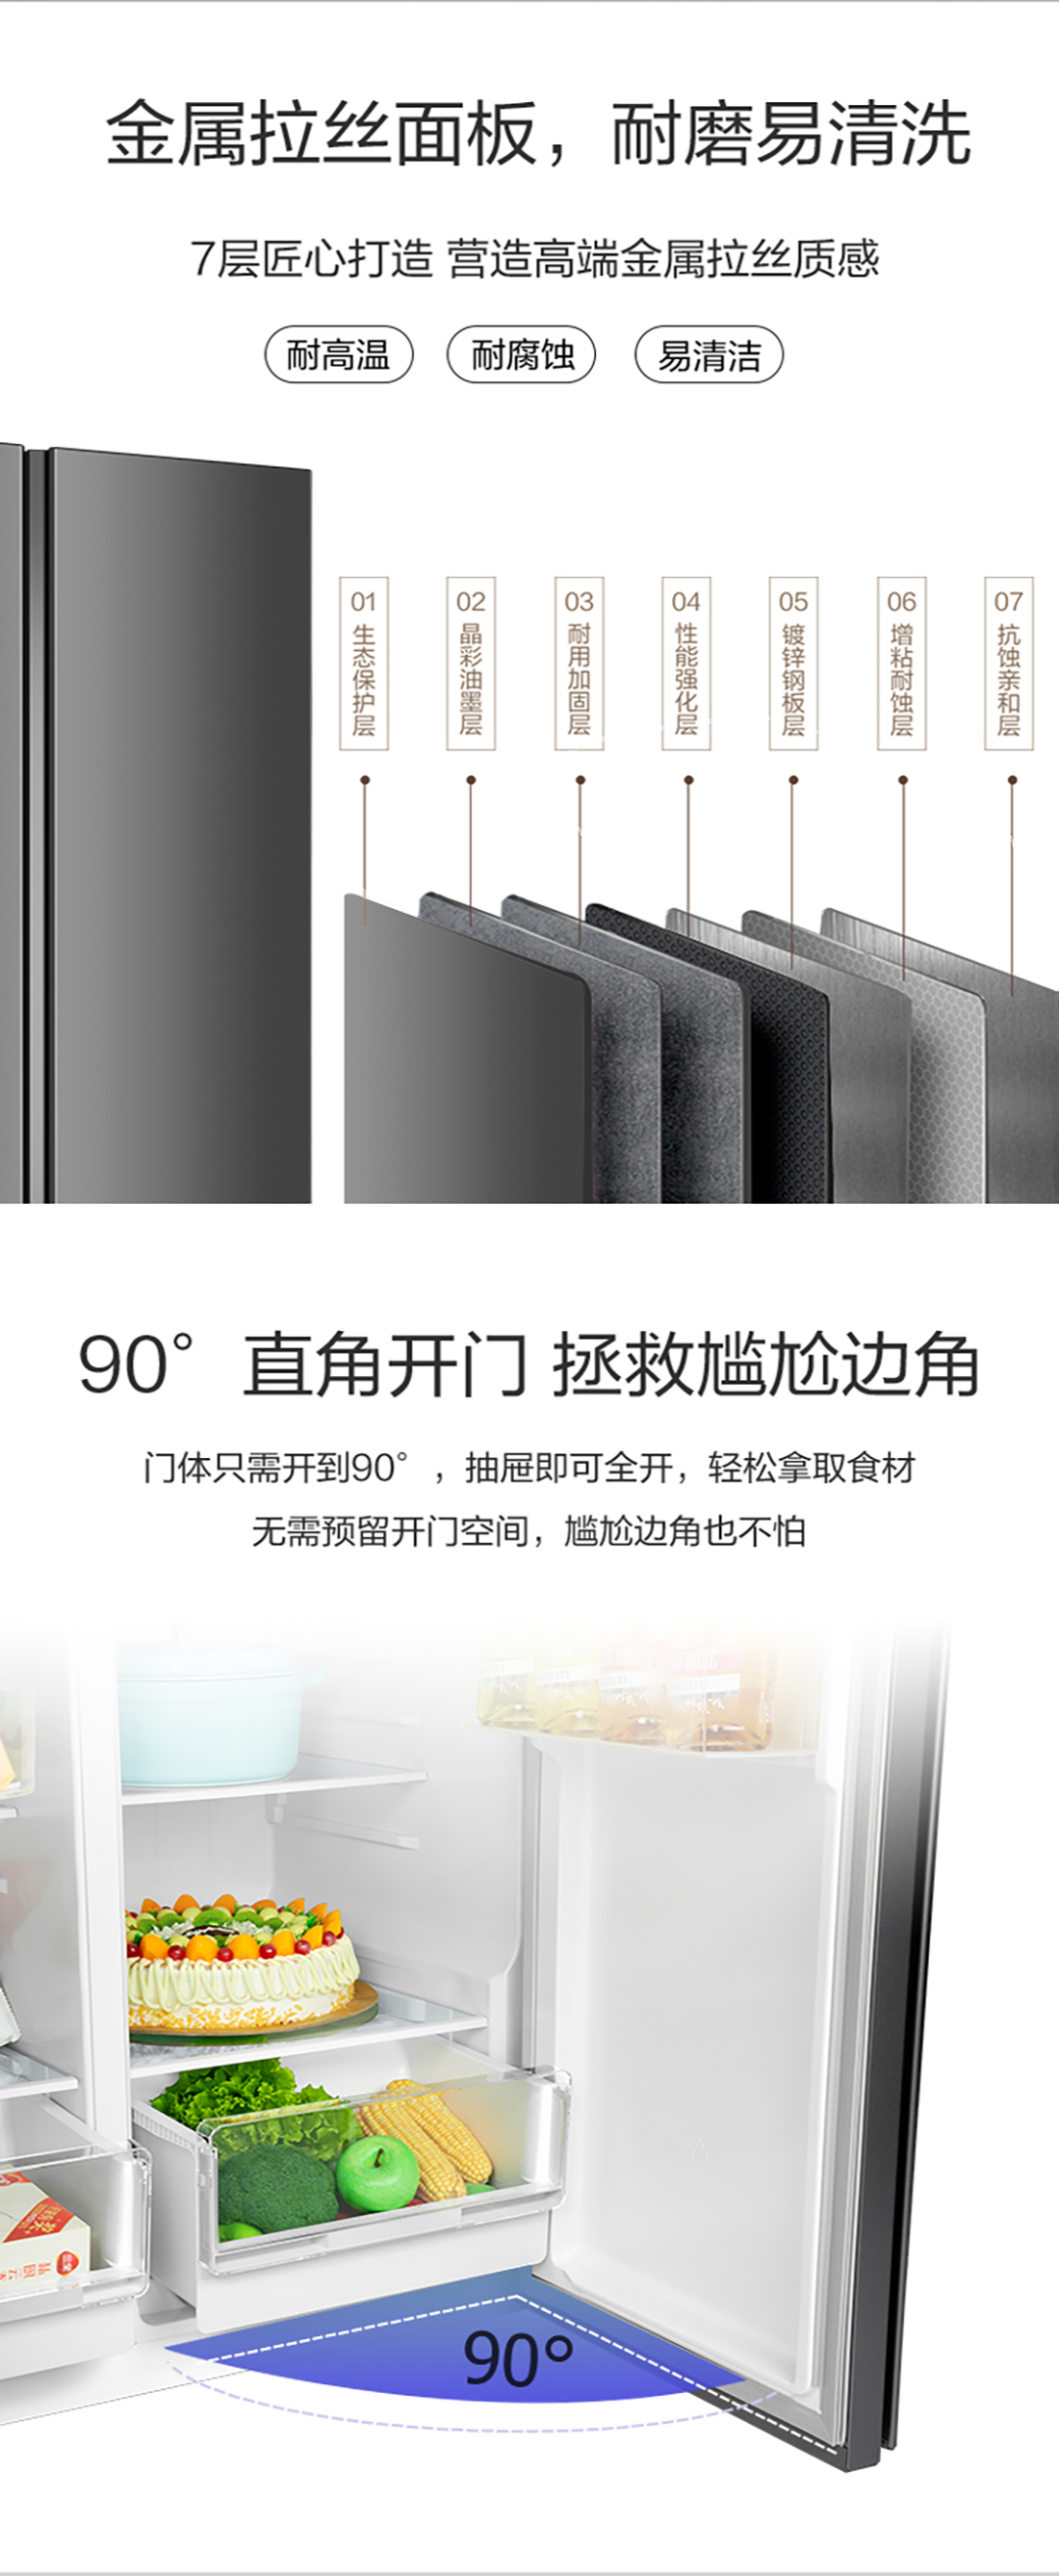 金属拉丝面板，耐磨易清洗
7层匠心打造 营造高端金属拉丝质感
耐高温 耐腐蚀 易清洁
01 生态保护层
02 晶彩油墨层
03 耐用加固层
04 性能强化层
05 镀锌钢板层
06 增粘耐蚀层
07 抗蚀亲和层
90° 直角开门 拯救尴尬边角
门体只需开到90°，抽屉即可全开，轻松拿取食材
无需预留开门空间，尴尬边角也不怕
90°